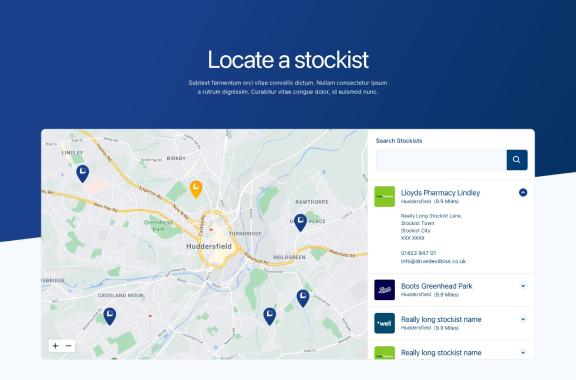 Locate a stockist
Subtext fermentum orci vitae convallis dictum. Nullam consectetur ipsum
a rutrum dignissim. Curabitur vitae congue dolor, id euismod nunc.
LINDLEY
BIRKBY
RAWTHORPE
Greenhead
Park
TURNBRIDGE
Huddersfield
MOLDGREEN
CROSLAND MOOR
Search Stockists
Lloyds Pharmacy Lindley
Huddersfield (9.9 Miles)
Really Long Stockist Lane,
Stockist Town
Stockist City
XXX XXXX
01423 847 01
info@drivedevilbiss.co.uk
Boots Greenhead Park
Huddersfield (9.9 Miles)
Boots
Really long stockist name
Huddersfield (9.9 Miles)
well
Really long stockist name